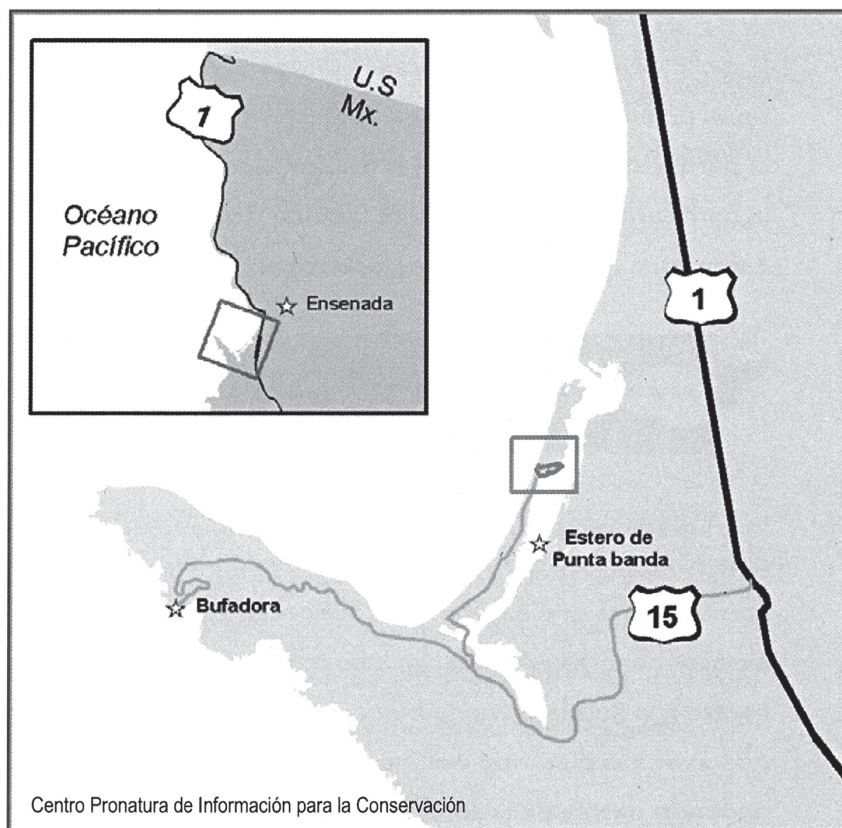 U.S
Mx.
1
Océano
Pacífico
Ensenada
1
Estero de
Punta banda
Bufadora
15
Centro Pronatura de Información para la Conservación